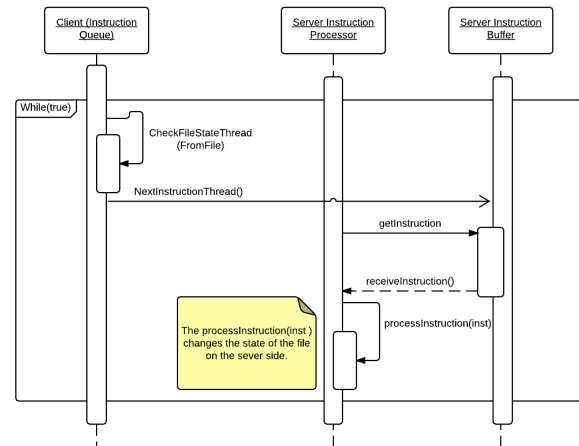 Client (Instruction
Queue)
Server Instruction
Processor
Server Instruction
Buffer
While(true)
CheckFileStateThread
(FromFile)
NextInstructionThread()
getInstruction
receiveInstruction()
processInstruction(inst)
The processInstruction(inst )
changes the state of the file
on the sever side.